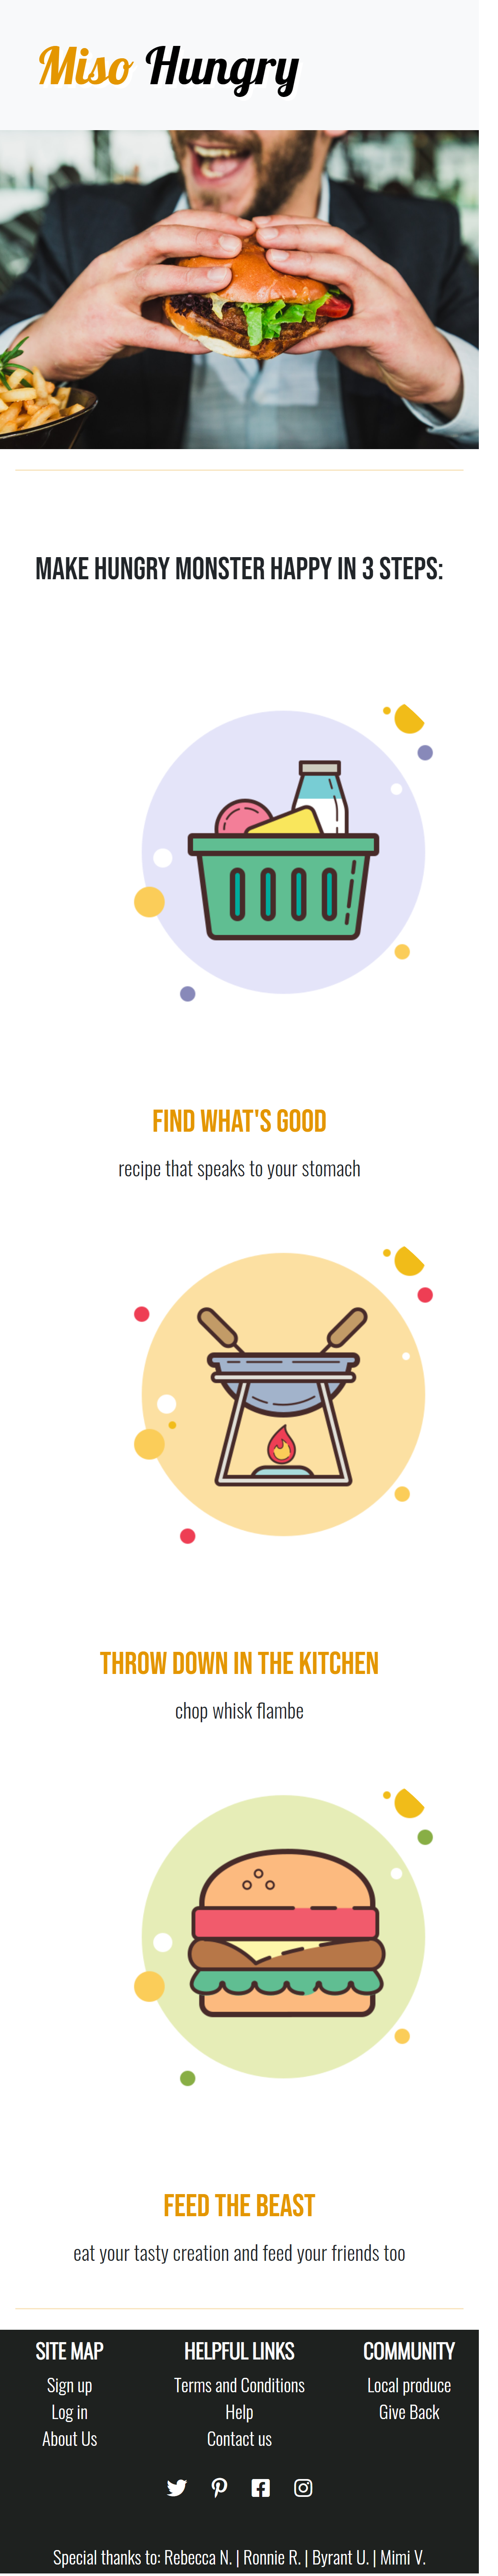 Miso Hungry
MAKE HUNGRY MONSTER HAPPY IN 3 STEPS:
FIND WHAT'S GOOD
recipe that speaks to your stomach
THROW DOWN IN THE KITCHEN
chop whisk flambe
FEED THE BEAST
eat your tasty creation and feed your friends too
SITE MAP
Sign up
Log in
About Us
HELPFUL LINKS
Terms and Conditions
Help
Contact us
COMMUNITY
Local produce
Give Back
Special thanks to: Rebecca N. | Ronnie R. | Byrant U. | Mimi V.